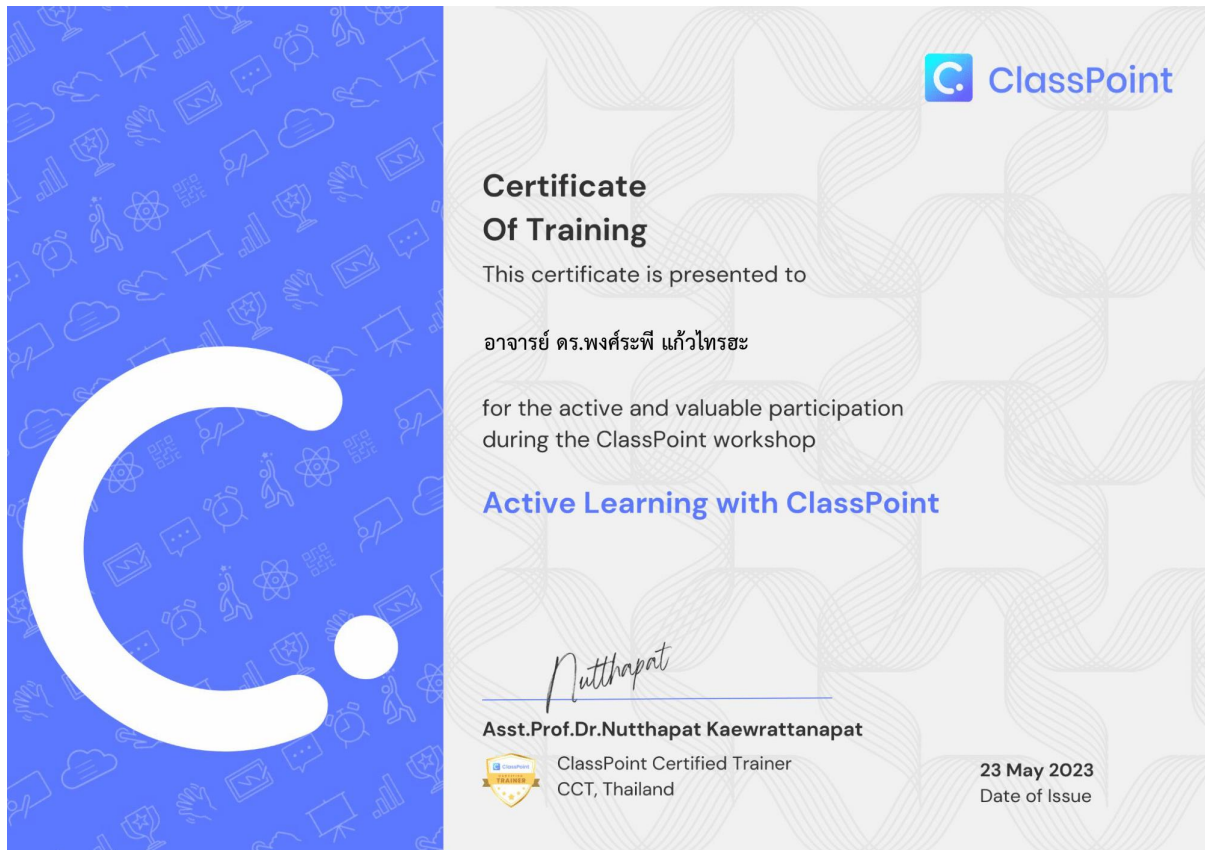 ClassPoint
Certificate
Of Training
This certificate is presented to
อาจารย์ ดร.พงศ์ระพี แก้วไทรฮะ
for the active and valuable participation
during the ClassPoint workshop
Active Learning with ClassPoint
Nutthapat
Asst.Prof.Dr.Nutthapat Kaewrattanapat
ClassPoint
CERTIFIED
TRAINER
ClassPoint Certified Trainer
CCT, Thailand
23 May 2023
Date of Issue